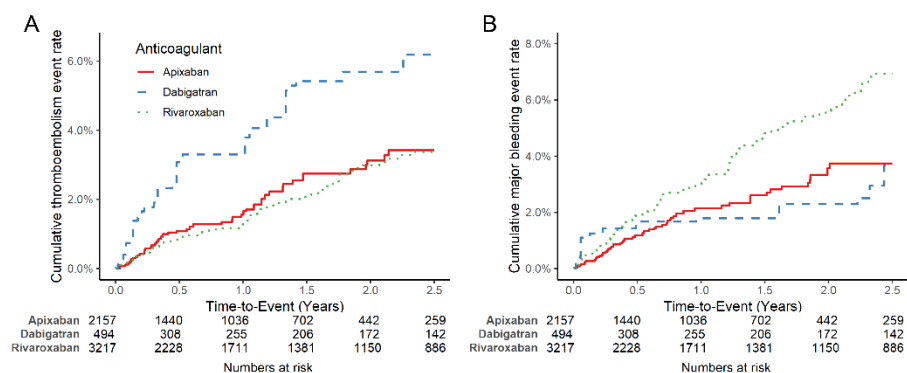 A
Cumulative thromboembolism event rate
6.0%
4.0%
2.0%
0.0%
Anticoagulant
Apixaban
Dabigatran
Rivaroxaban
0.0 0.5 1.0 1.5 2.0 2.5
Time-to-Event (Years)
Apixaban 2157 1440 1036 702 442 259
Dabigatran 494 308 255 206 172 142
Rivaroxaban 3217 2228 1711 1381 1150 886
Numbers at risk
B
Cumulative major bleeding event rate
8.0%
6.0%
4.0%
2.0%
0.0%
0.0 0.5 1.0 1.5 2.0 2.5
Time-to-Event (Years)
Apixaban 2157 1440 1036 702 442 259
Dabigatran 494 308 255 206 172 142
Rivaroxaban 3217 2228 1711 1381 1150 886
Numbers at risk